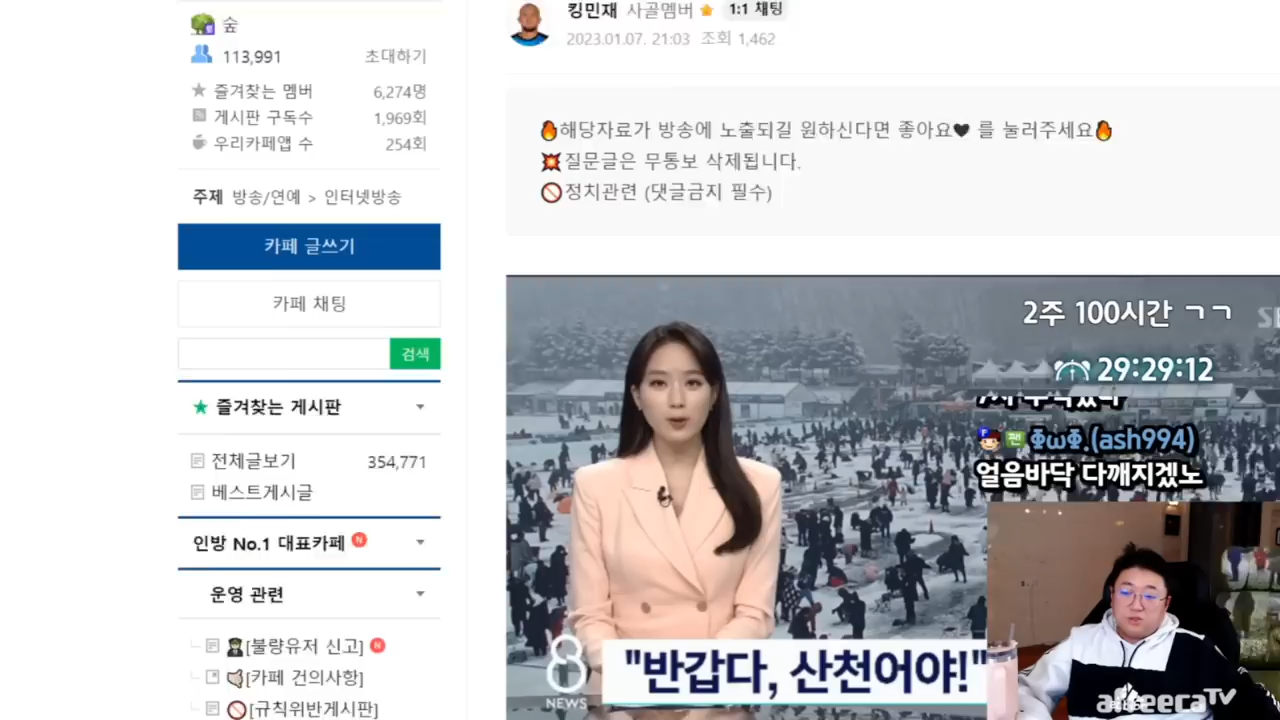 숲
113,991 초대하기
즐겨찾는 멤버 6,274명
게시판 구독수 1,969회
우리카페앱 수 254회
주제 방송/연예 > 인터넷방송
카페 글쓰기
카페 채팅
검색
즐겨찾는 게시판
전체글보기 354,771
베스트게시글
인방 No.1 대표카페 N
운영 관련
[불량유저 신고] N
[카페 건의사항]
[규칙위반게시판]
킹민재 사골멤버 1:1 채팅
2023.01.07. 21:03 조회 1,462
해당자료가 방송에 노출되길 원하신다면 좋아요🖤 를 눌러주세요
질문글은 무통보 삭제됩니다.
정치관련 (댓글금지 필수)
2주 100시간 ㄱㄱ
29:29:12
F 팬 ΦωΦ.(ash994)
얼음바닥 다깨지겠노
8 NEWS
"반갑다, 산천어야!"
afreecaTV